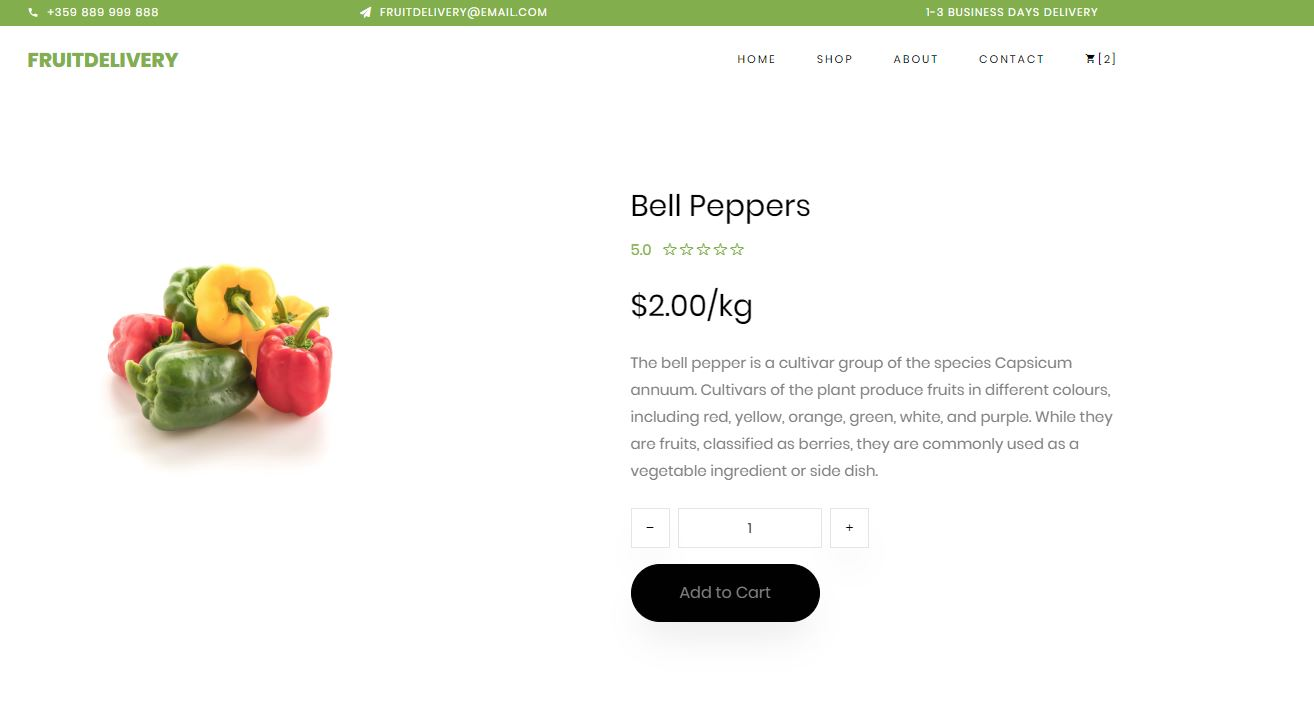 +359 889 999 888
FRUITDELIVERY@EMAIL.COM
1-3 BUSINESS DAYS DELIVERY
FRUITDELIVERY
HOME
SHOP
ABOUT
CONTACT
[2]
Bell Peppers
5.0 ☆☆☆☆☆
$2.00/kg
The bell pepper is a cultivar group of the species Capsicum
annuum. Cultivars of the plant produce fruits in different colours,
including red, yellow, orange, green, white, and purple. While they
are fruits, classified as berries, they are commonly used as a
vegetable ingredient or side dish.
− 1 +
Add to Cart